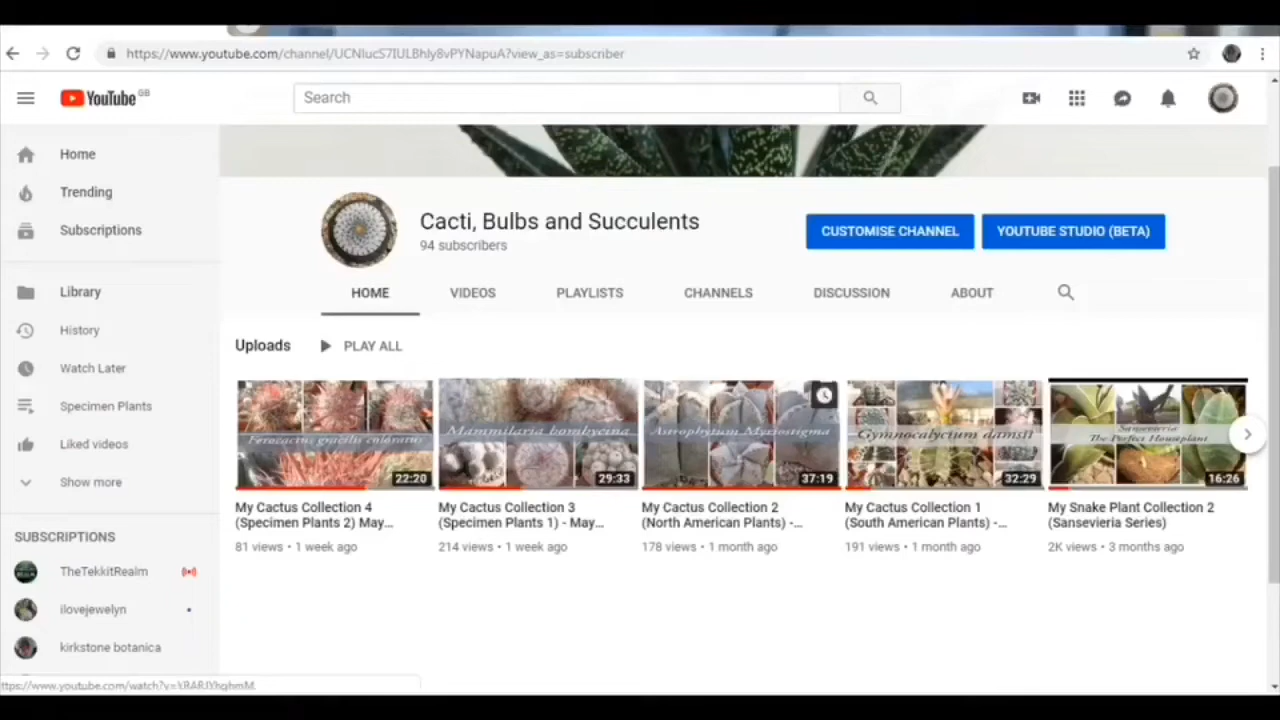 https://www.youtube.com/channel/UCNlucS7IULBhly8vPYNapuA?view_as=subscriber
YouTube GB
Search
Home
Trending
Subscriptions
Library
History
Watch Later
Specimen Plants
Liked videos
Show more
SUBSCRIPTIONS
TheTekkitRealm
ilovejewelyn
kirkstone botanica
Cacti, Bulbs and Succulents
94 subscribers
CUSTOMISE CHANNEL
YOUTUBE STUDIO (BETA)
HOME VIDEOS PLAYLISTS CHANNELS DISCUSSION ABOUT
Uploads PLAY ALL
Ferocactus gracilis coloratus
22:20
My Cactus Collection 4
(Specimen Plants 2) May...
81 views • 1 week ago
Mammilaria bombycina
29:33
My Cactus Collection 3
(Specimen Plants 1) - May...
214 views • 1 week ago
Astrophytum Myriostigma
37:19
My Cactus Collection 2
(North American Plants) -...
178 views • 1 month ago
Gymnocalycium damsii
32:29
My Cactus Collection 1
(South American Plants) -...
191 views • 1 month ago
Sansevieria
The Perfect Houseplant
16:26
My Snake Plant Collection 2
(Sansevieria Series)
2K views • 3 months ago